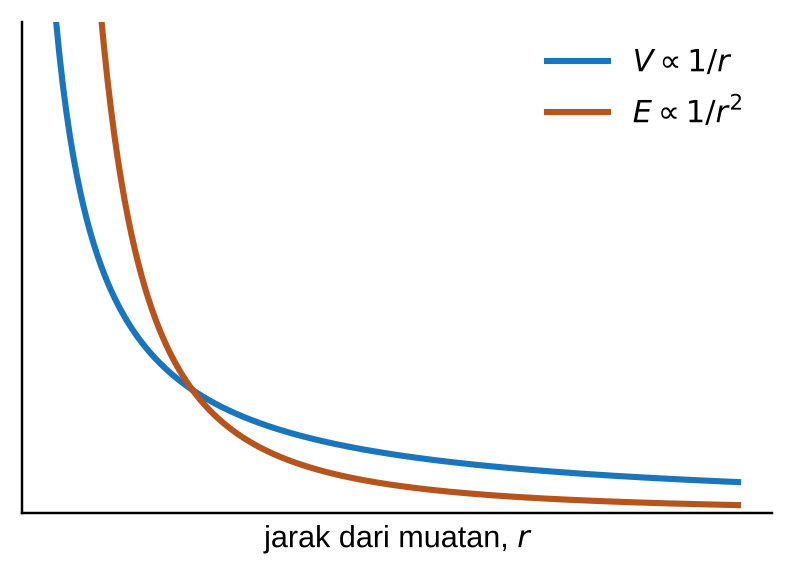 V ∝ 1/r
E ∝ 1/r²
jarak dari muatan, r